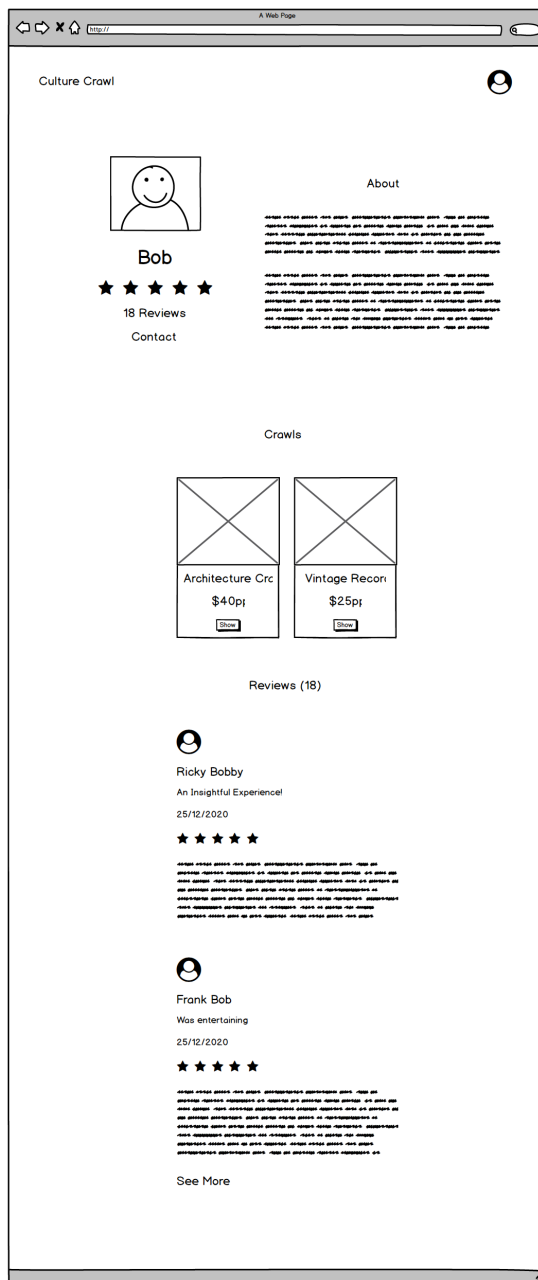 A Web Page
http://
Culture Crawl
About
Bob
18 Reviews
Contact
Crawls
Architecture Crc
$40p
Show
Vintage Recor
$25p
Show
Reviews (18)
Ricky Bobby
An Insightful Experience!
25/12/2020
Frank Bob
Was entertaining
25/12/2020
See More